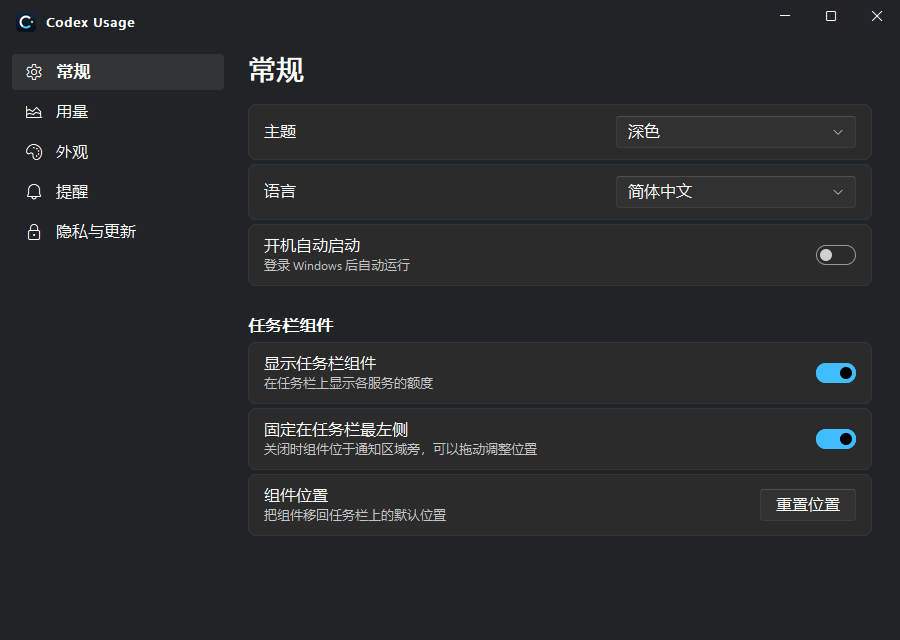 Codex Usage
常规
用量
外观
提醒
隐私与更新
常规
主题
深色
语言
简体中文
开机自动启动
登录 Windows 后自动运行
任务栏组件
显示任务栏组件
在任务栏上显示各服务的额度
固定在任务栏最左侧
关闭时组件位于通知区域旁，可以拖动调整位置
组件位置
把组件移回任务栏上的默认位置
重置位置